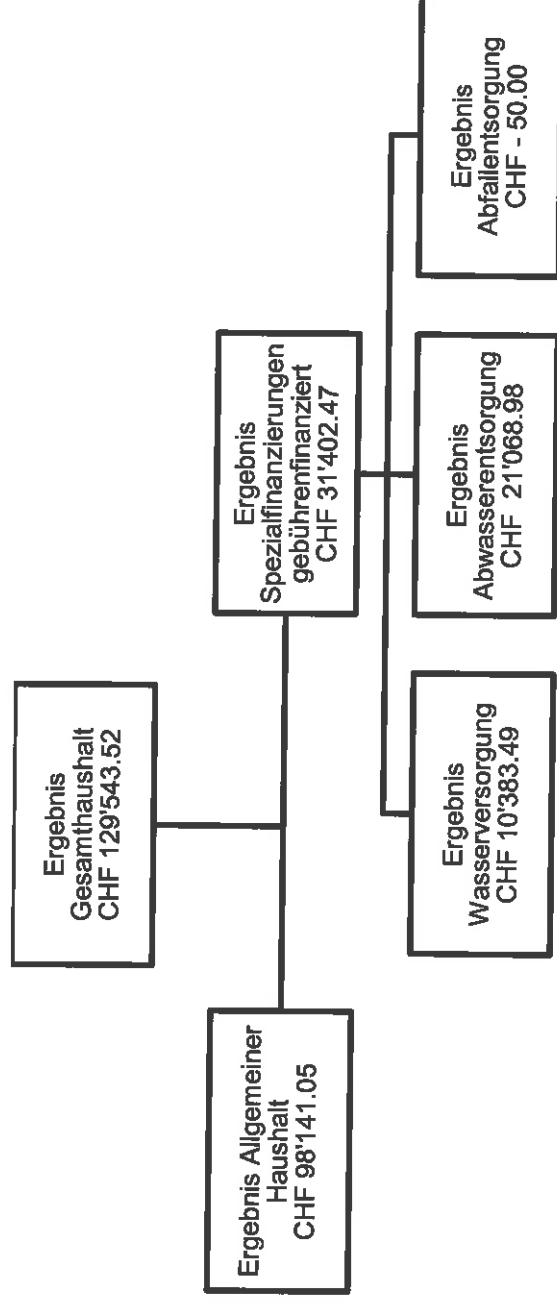 Ergebnis
Gesamthaushalt
CHF 129'543.52
Ergebnis Allgemeiner
Haushalt
CHF 98'141.05
Ergebnis
Spezialfinanzierungen
gebührenfinanziert
CHF 31'402.47
Ergebnis
Wasserversorgung
CHF 10'383.49
Ergebnis
Abwasserentsorgung
CHF 21'068.98
Ergebnis
Abfallentsorgung
CHF - 50.00